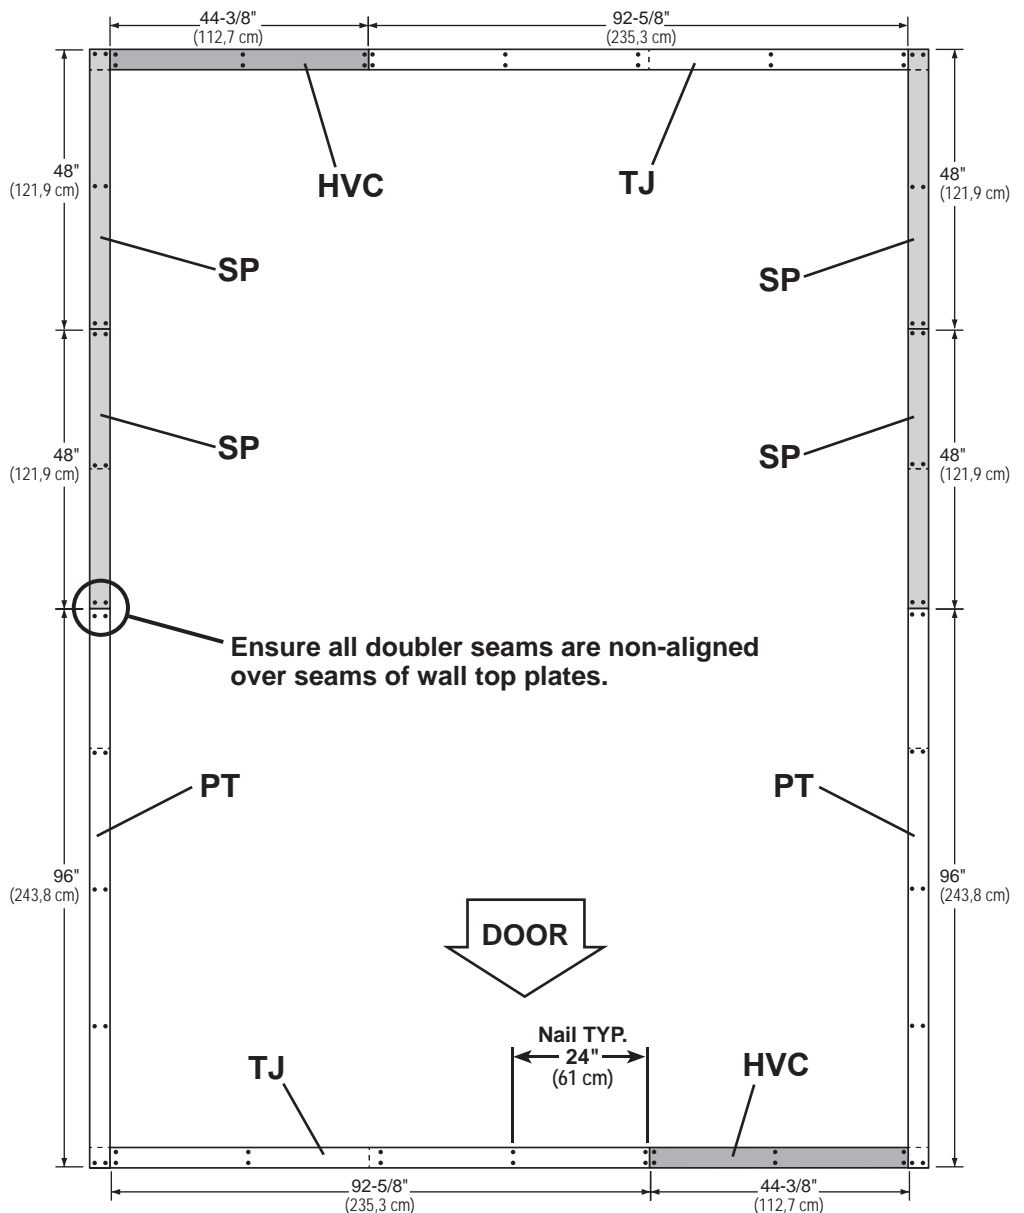 44-3/8"
(112,7 cm)
92-5/8"
(235,3 cm)
48"
(121,9 cm)
HVC
TJ
48"
(121,9 cm)
SP
SP
48"
(121,9 cm)
SP
SP
48"
(121,9 cm)
Ensure all doubler seams are non-aligned
over seams of wall top plates.
PT
PT
96"
(243,8 cm)
96"
(243,8 cm)
DOOR
Nail TYP.
24"
(61 cm)
TJ
HVC
92-5/8"
(235,3 cm)
44-3/8"
(112,7 cm)